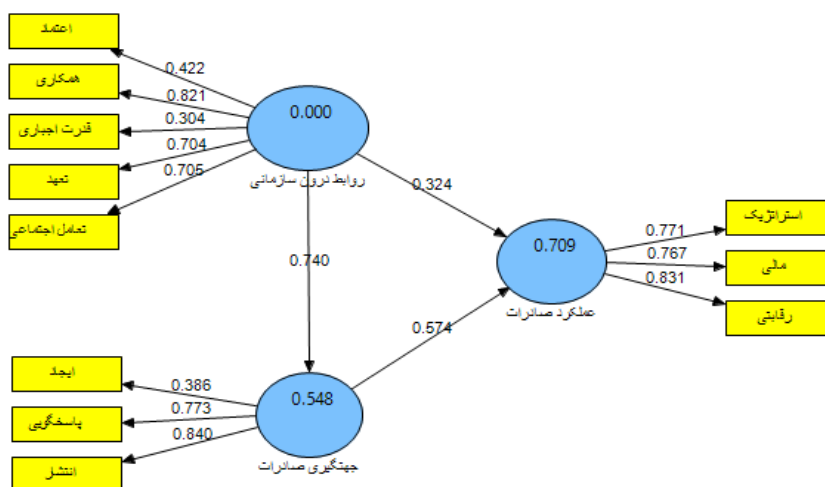 اعتماد
0.422
همکاری
0.821
قدرت اجباری
0.304
تعهد
0.704
تعامل اجتماعی
0.705
0.000
روابط درون سازمانی
0.324
0.740
0.709
عملکرد صادرات
0.771
استراتژیک
0.767
مالی
0.831
رقابتی
0.574
ایجاد
0.386
پاسخگویی
0.773
انتشار
0.840
0.548
جهتگیری صادرات